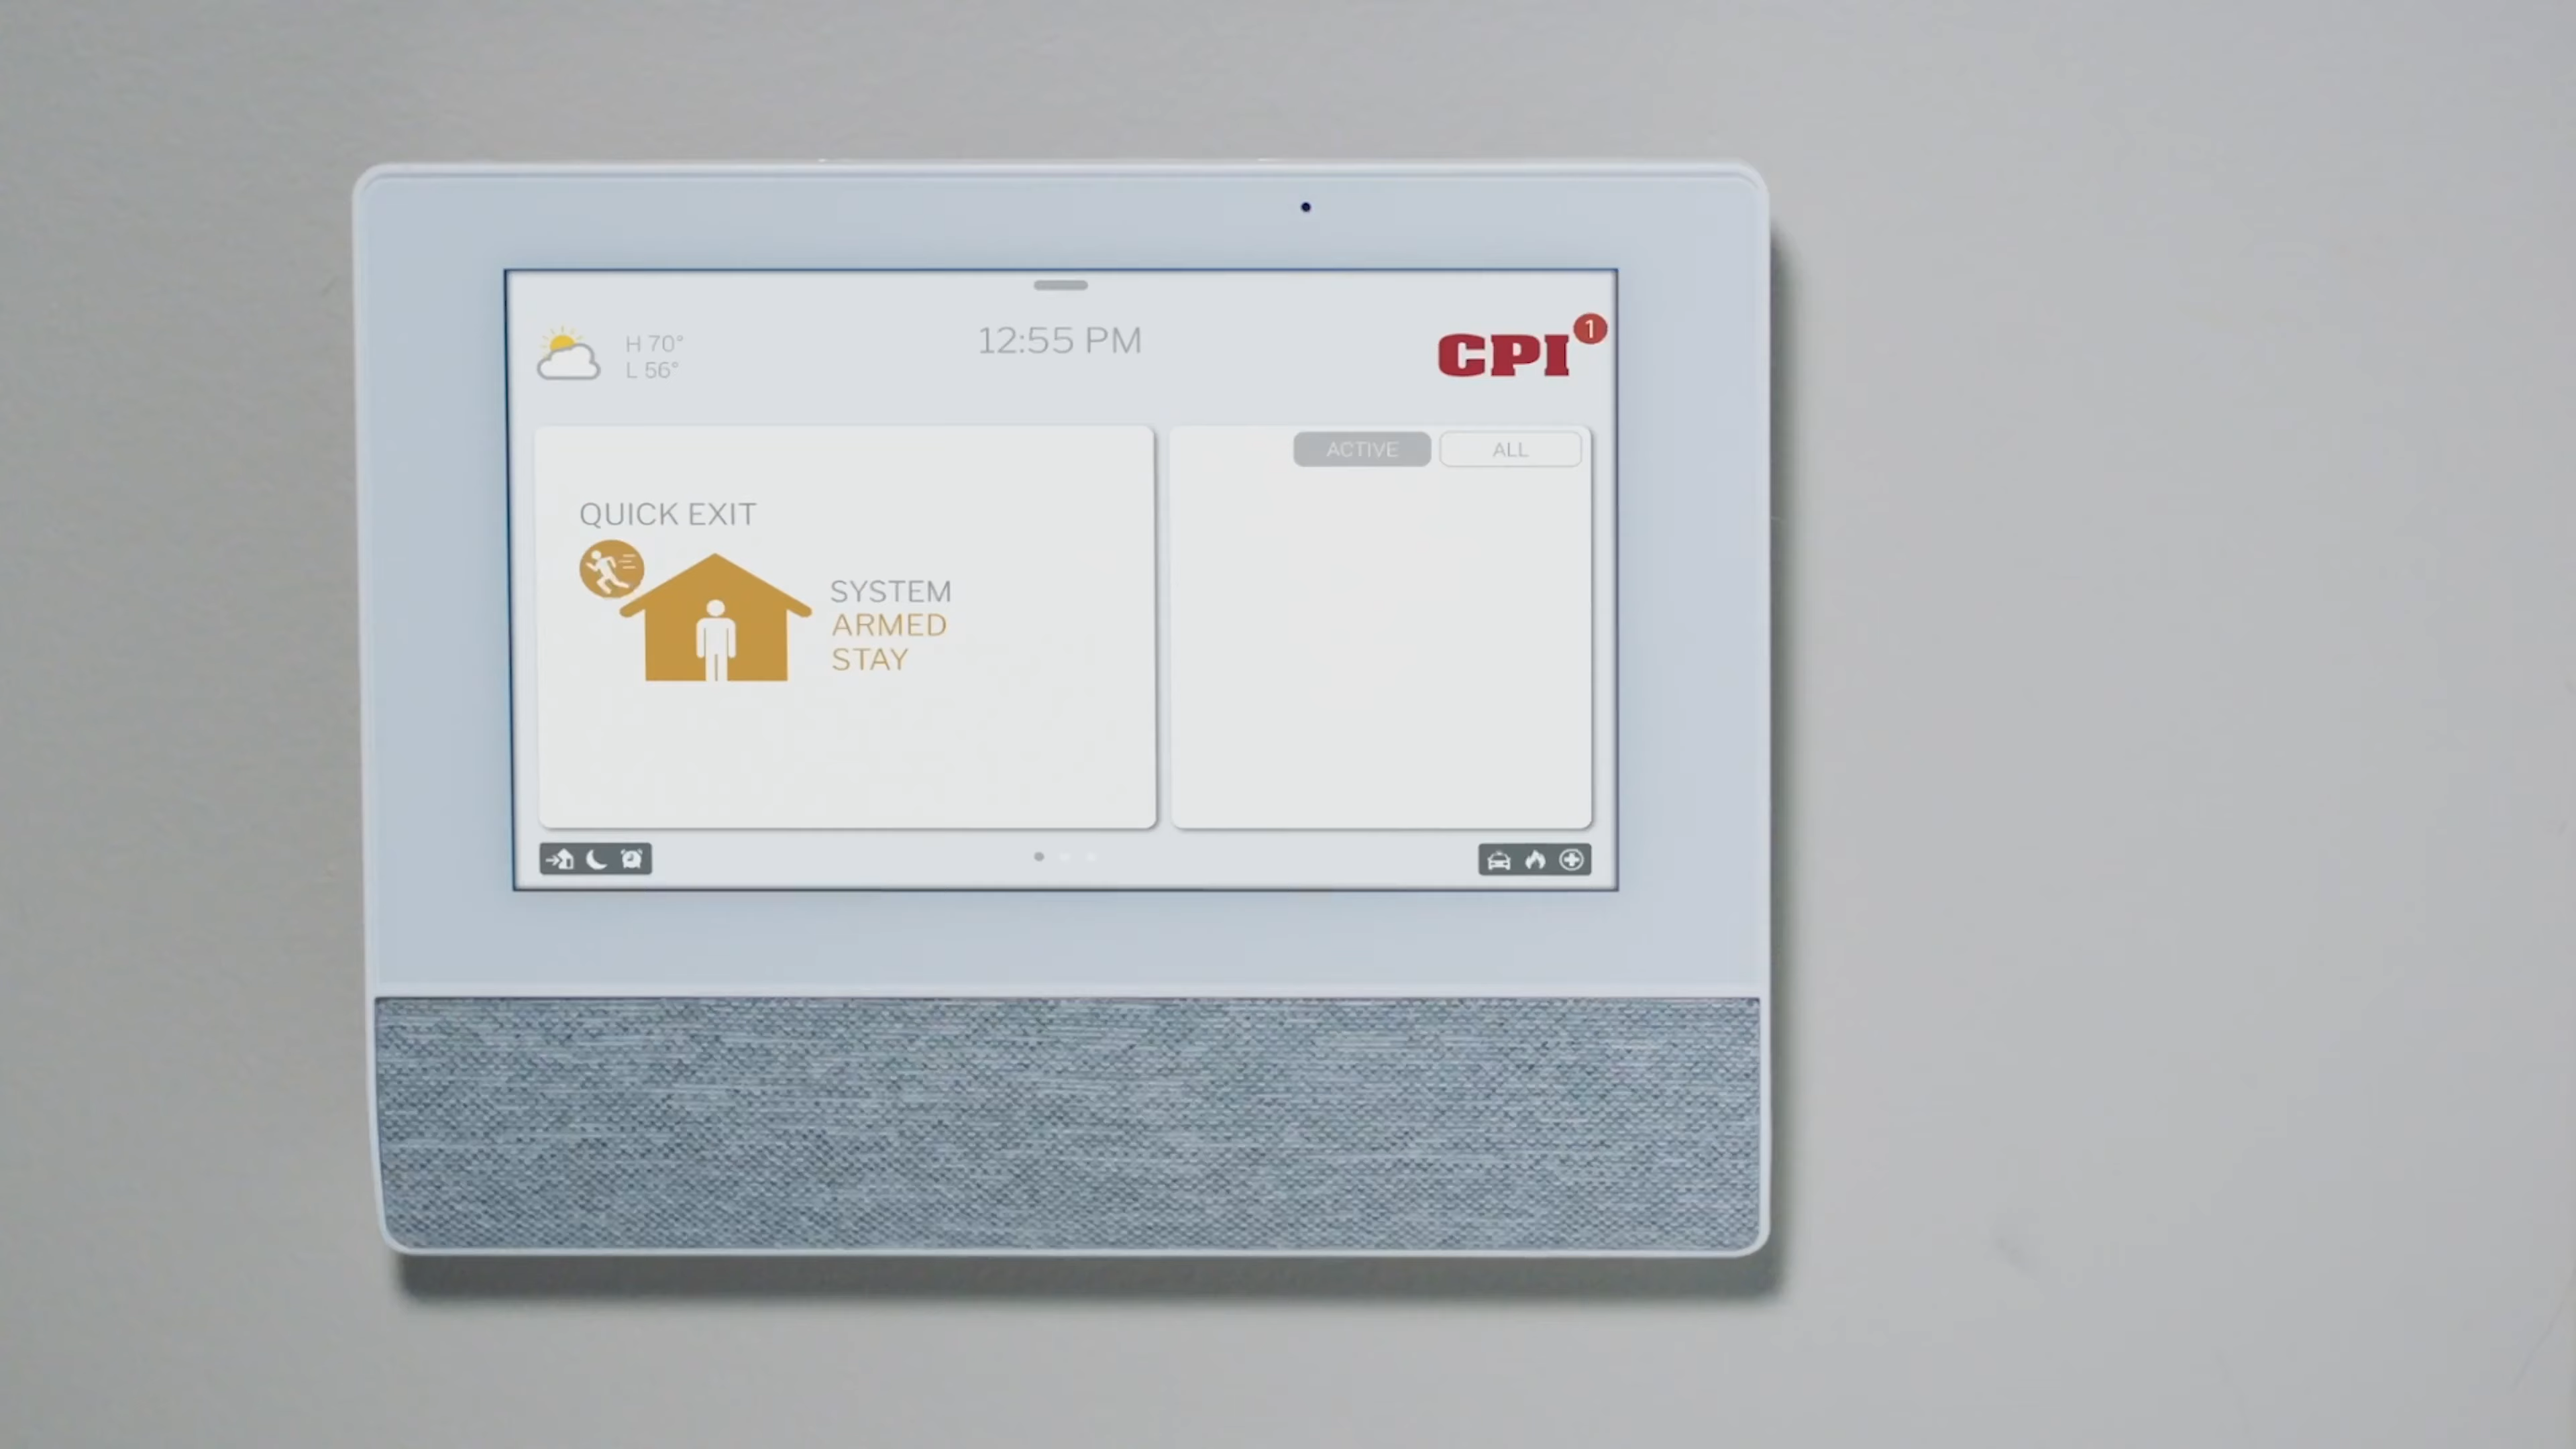 H 70°
L 56°
12:55 PM
CPI
1
ACTIVE
ALL
QUICK EXIT
SYSTEM
ARMED
STAY